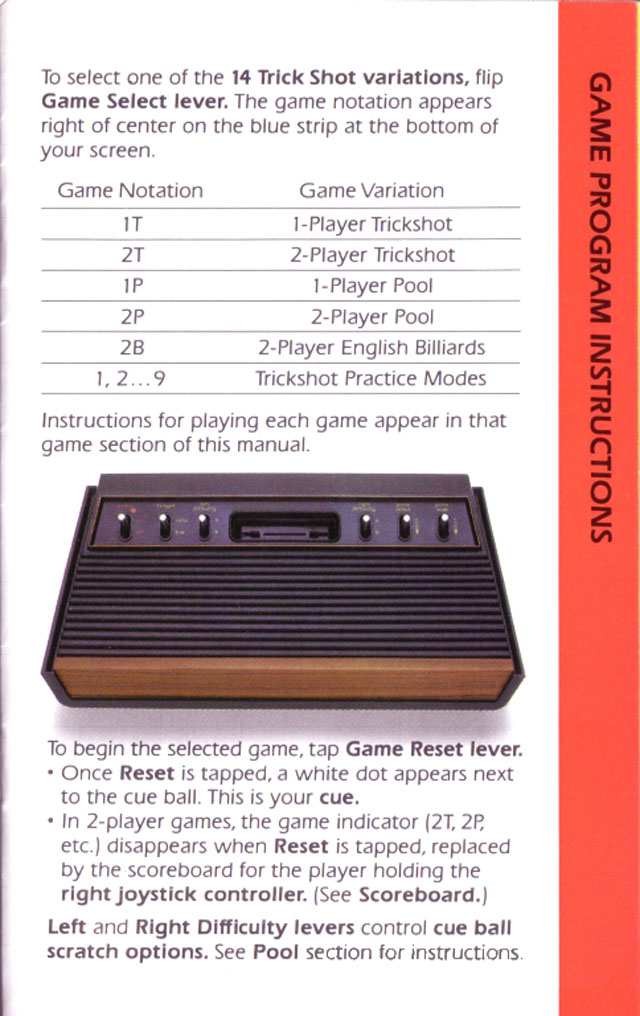 To select one of the 14 Trick Shot variations, flip
Game Select lever. The game notation appears
right of center on the blue strip at the bottom of
your screen.
Game Notation Game Variation
1T 1-Player Trickshot
2T 2-Player Trickshot
1P 1-Player Pool
2P 2-Player Pool
2B 2-Player English Billiards
1, 2...9 Trickshot Practice Modes
Instructions for playing each game appear in that
game section of this manual.
To begin the selected game, tap Game Reset lever.
• Once Reset is tapped, a white dot appears next
to the cue ball. This is your cue.
• In 2-player games, the game indicator (2T, 2P,
etc.) disappears when Reset is tapped, replaced
by the scoreboard for the player holding the
right joystick controller. (See Scoreboard.)
Left and Right Difficulty levers control cue ball
scratch options. See Pool section for instructions.
GAME PROGRAM INSTRUCTIONS